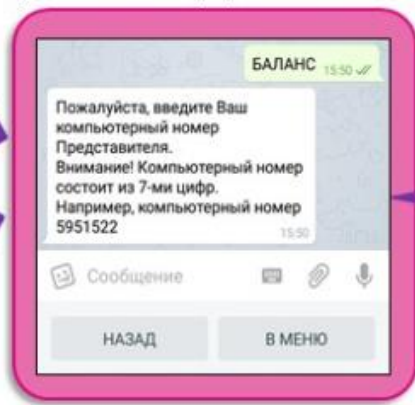 БАЛАНС 15:50
Пожалуйста, введите Ваш
компьютерный номер
Представителя.
Внимание! Компьютерный номер
состоит из 7-ми цифр.
Например, компьютерный номер
5951522
15:50
Сообщение
НАЗАД
В МЕНЮ